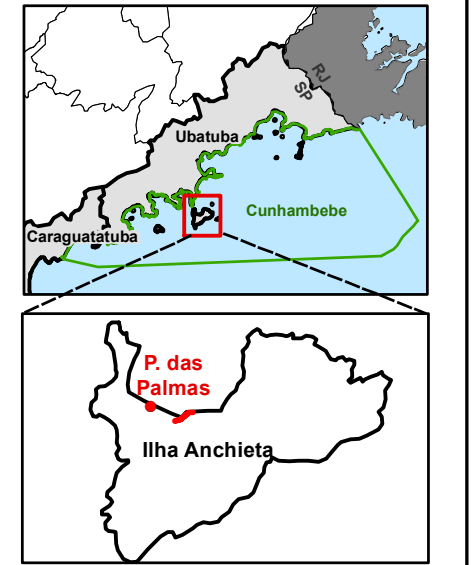 RJ
SP
Ubatuba
Cunhambebe
Caraguatatuba
P. das
Palmas
Ilha Anchieta